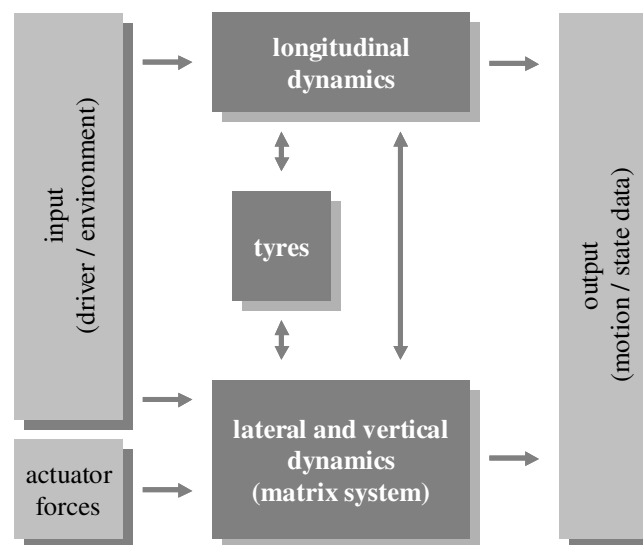 input
(driver / environment)
longitudinal
dynamics
tyres
lateral and vertical
dynamics
(matrix system)
actuator
forces
output
(motion / state data)